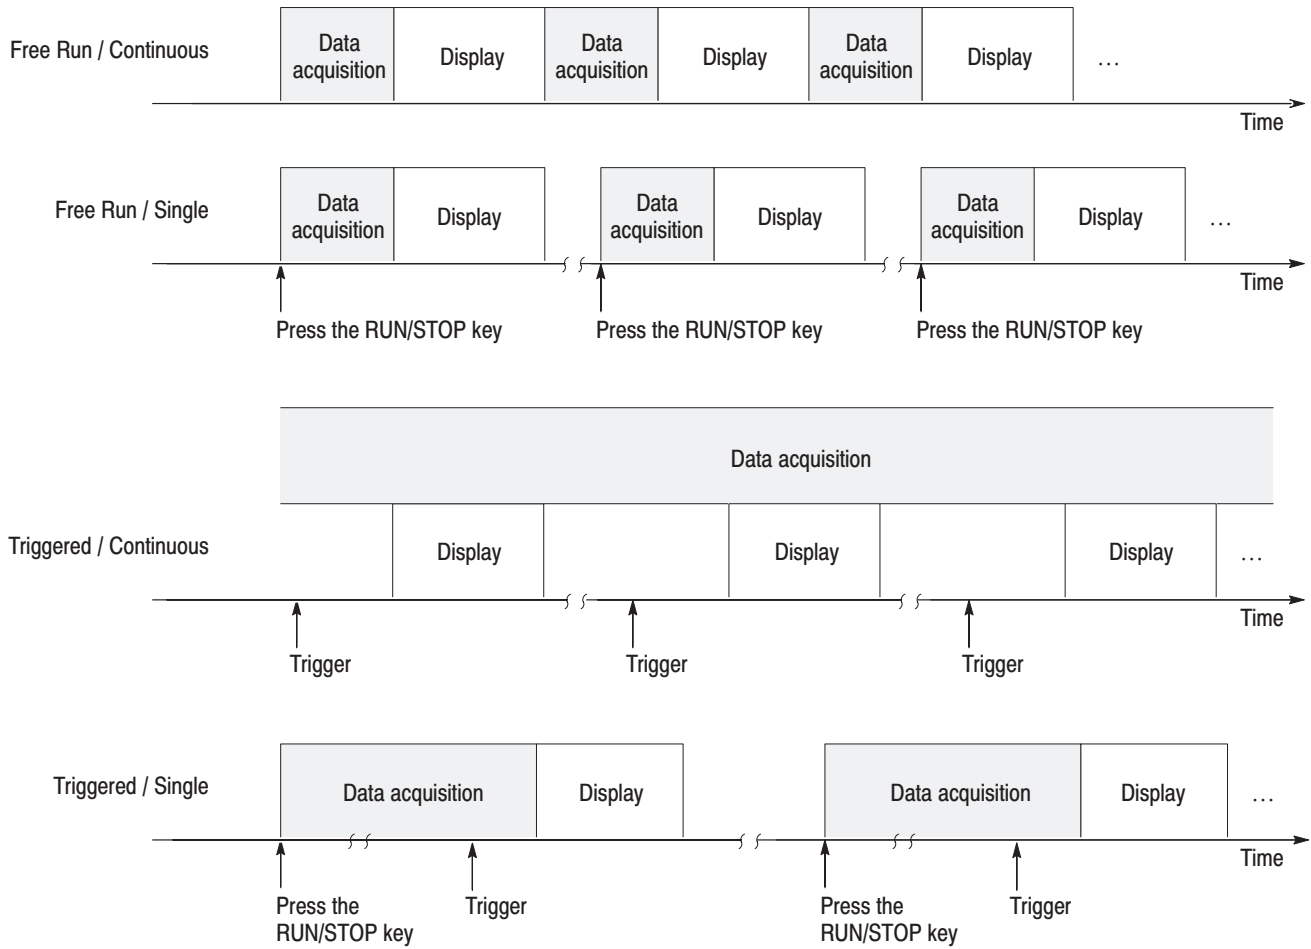 Free Run / Continuous
Data
acquisition
Display
Data
acquisition
Display
Data
acquisition
Display
...
Time
Free Run / Single
Data
acquisition
Display
Data
acquisition
Display
Data
acquisition
Display
...
Time
Press the RUN/STOP key
Press the RUN/STOP key
Press the RUN/STOP key
Data acquisition
Triggered / Continuous
Display
Display
Display
...
Time
Trigger
Trigger
Trigger
Triggered / Single
Data acquisition
Display
Data acquisition
Display
...
Time
Press the
RUN/STOP key
Trigger
Press the
RUN/STOP key
Trigger